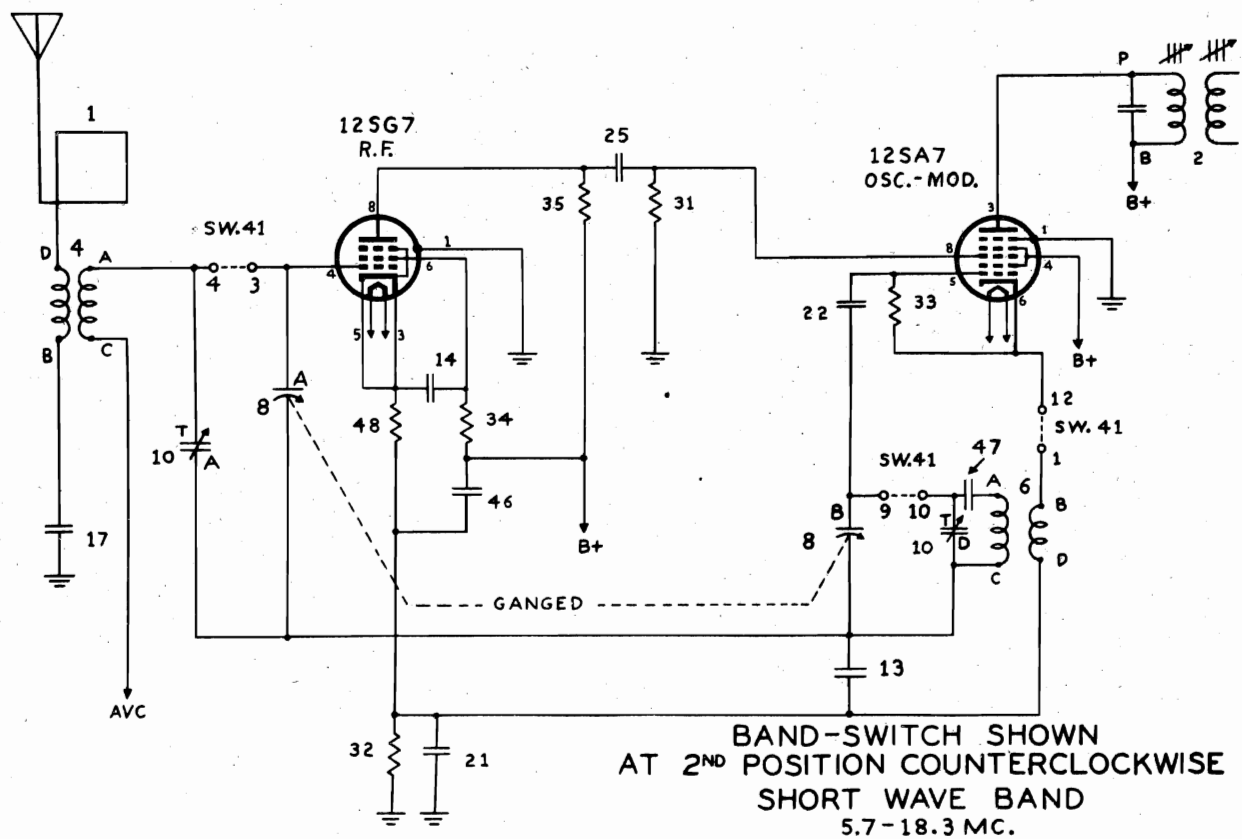 1
12SG7
R.F.
25
12SA7
OSC.-MOD.
P
B
2
B+
35
31
8
1
6
4
5
3
D
4
A
B
C
SW.41
4
3
3
1
8
4
5
6
22
33
B+
14
A
8
48
34
T
10
A
12
SW.41
1
47
SW.41
A
6
B
B
9
10
T
8
10
D
C
D
46
17
B+
GANGED
13
AVC
32
21
BAND-SWITCH SHOWN
AT 2ND POSITION COUNTERCLOCKWISE
SHORT WAVE BAND
5.7-18.3 MC.